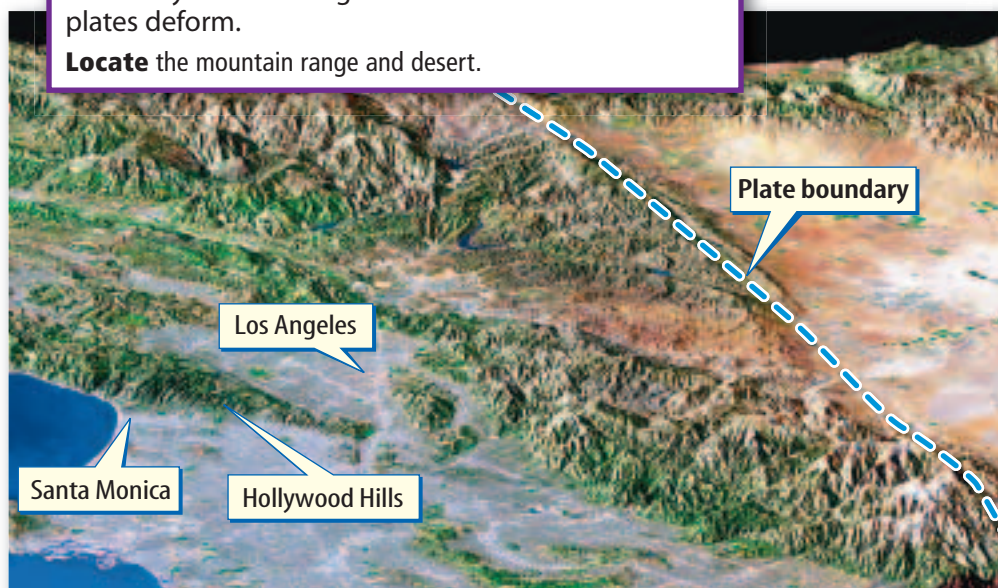 plates deform.
Locate the mountain range and desert.
Plate boundary
Los Angeles
Santa Monica
Hollywood Hills